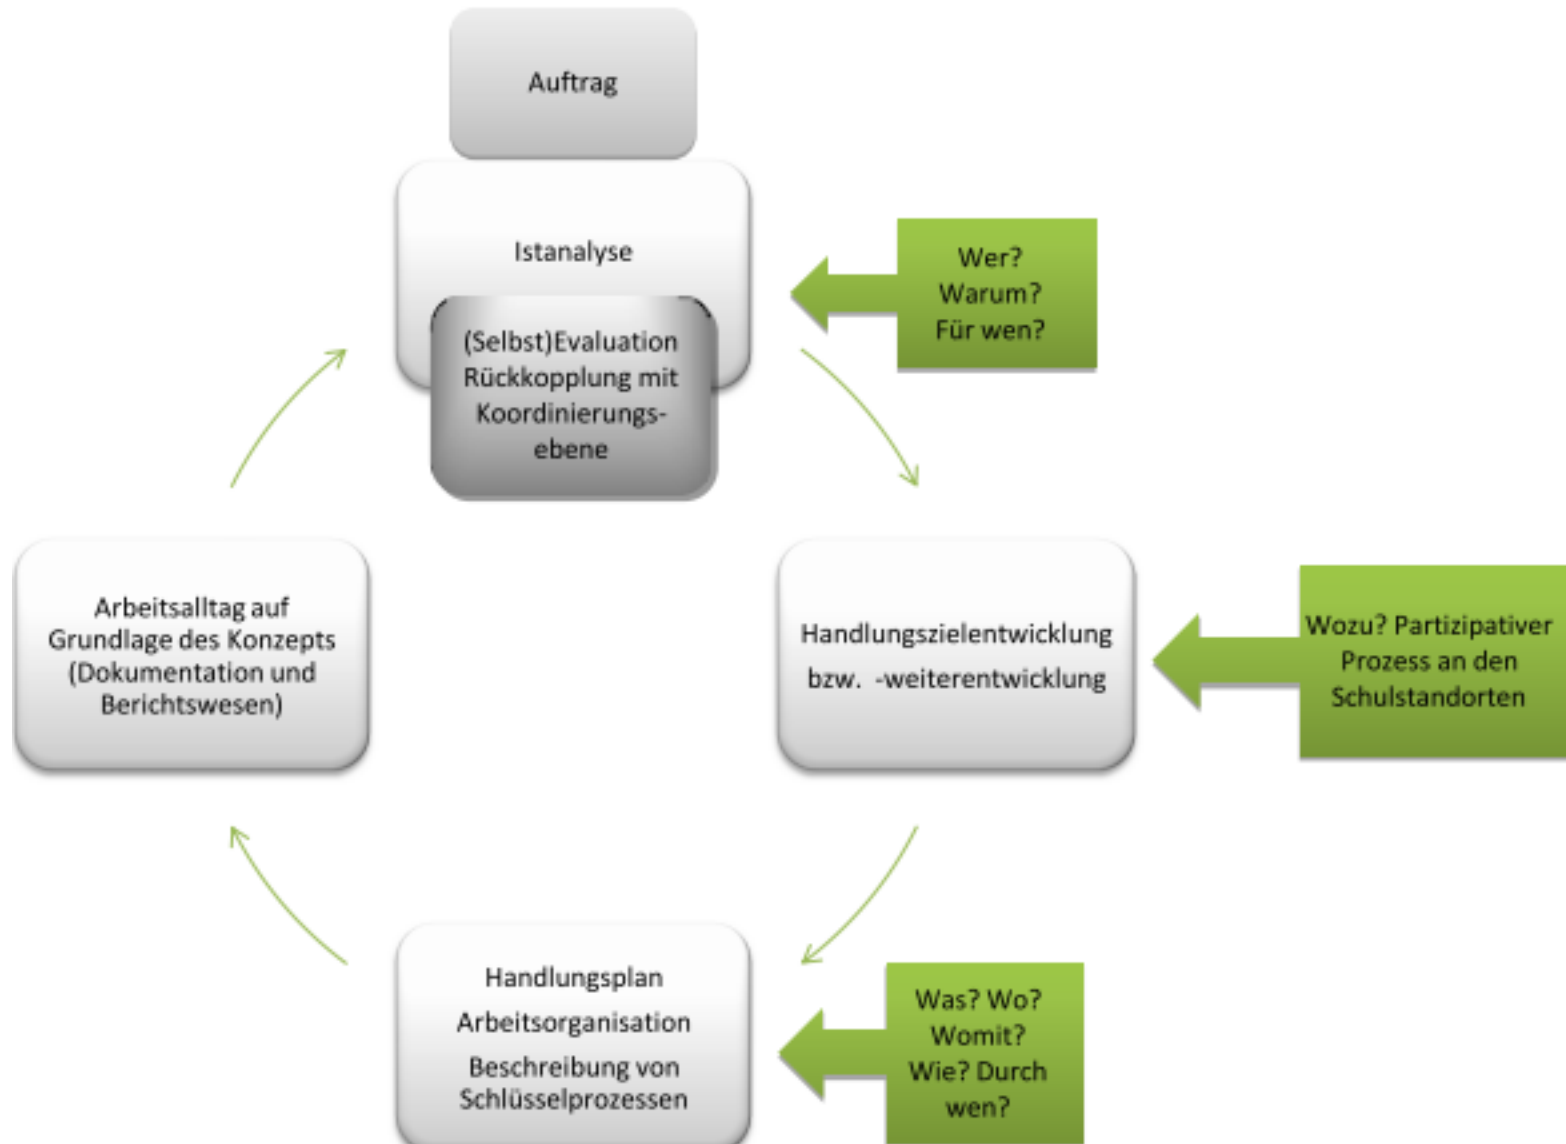 Auftrag
Istanalyse
(Selbst)Evaluation
Rückkopplung mit
Koordinierungs-
ebene
Wer?
Warum?
Für wen?
Arbeitsalltag auf
Grundlage des Konzepts
(Dokumentation und
Berichtswesen)
Handlungszielentwicklung
bzw. -weiterentwicklung
Wozu? Partizipativer
Prozess an den
Schulstandorten
Handlungsplan
Arbeitsorganisation
Beschreibung von
Schlüsselprozessen
Was? Wo?
Womit?
Wie? Durch
wen?